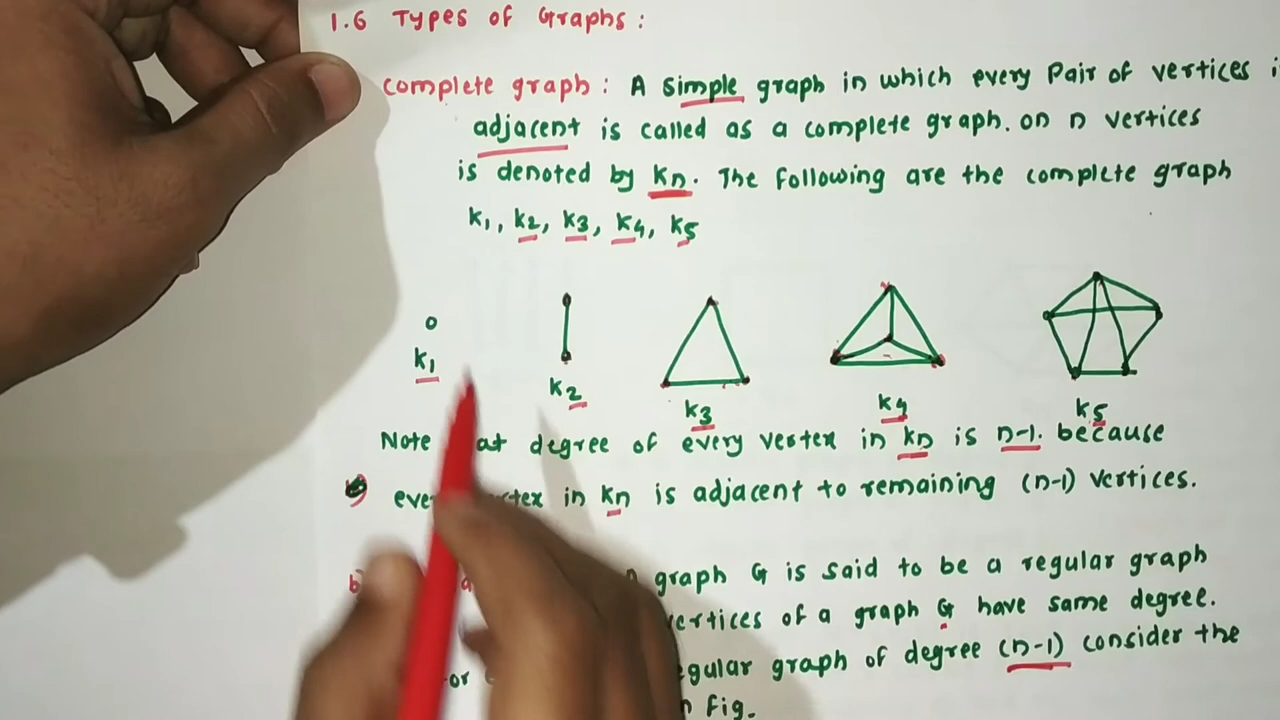 1.6 Types of Graphs:
complete graph: A simple graph in which every Pair of vertices i
adjacent is called as a complete graph. on n vertices
is denoted by Kn. The following are the complete graph
K1, K2, K3, K4, K5
K1
K2
K3
K4
K5
Note at degree of every vertex in Kn is n-1. because
eve tex in Kn is adjacent to remaining (n-1) vertices.
b) graph G is said to be a regular graph
vertices of a graph G have same degree.
or egular graph of degree (n-1) consider the
n Fig.